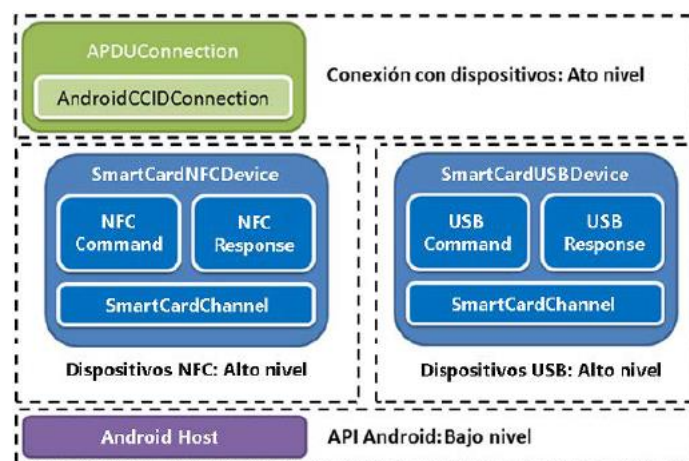 APDUConnection
AndroidCCIDConnection
Conexión con dispositivos: Ato nivel
SmartCardNFCDevice
NFC Command
NFC Response
SmartCardChannel
Dispositivos NFC: Alto nivel
SmartCardUSBDevice
USB Command
USB Response
SmartCardChannel
Dispositivos USB: Alto nivel
Android Host
API Android: Bajo nivel